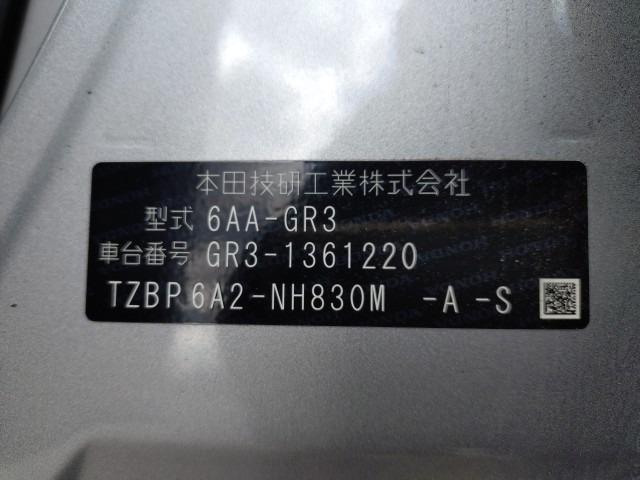 本田技研工業株式会社
型式 6AA-GR3
車台番号 GR3-1361220
TZBP6A2-NH830M -A -S